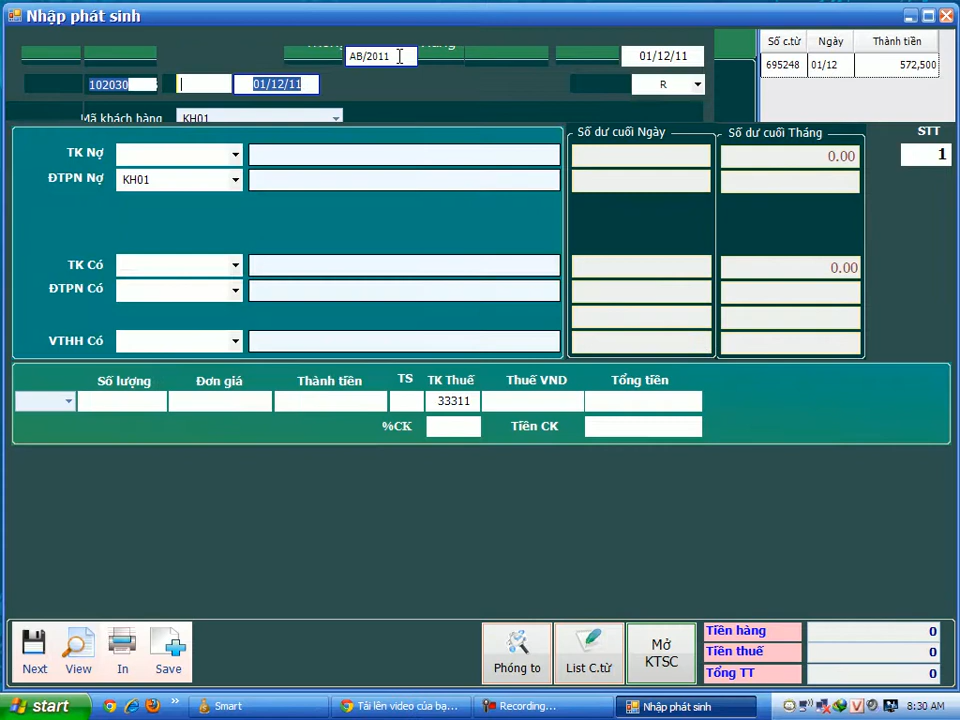 Nhập phát sinh
AB/2011 01/12/11
Số c.từ Ngày Thành tiền
695248 01/12 572,500
102030 01/12/11 R
Mã khách hàng KH01
Số dư cuối Ngày Số dư cuối Tháng STT
TK Nợ 0.00 1
ĐTPN Nợ KH01
TK Có 0.00
ĐTPN Có
VTHH Có
Số lượng Đơn giá Thành tiền TS TK Thuế Thuế VND Tổng tiền
33311
%CK Tiền CK
Next View In Save
Phóng to List C.từ Mở KTSC
Tiền hàng 0
Tiền thuế 0
Tổng TT 0
start Smart Tải lên video của bạ... Recording... Nhập phát sinh 8:30 AM